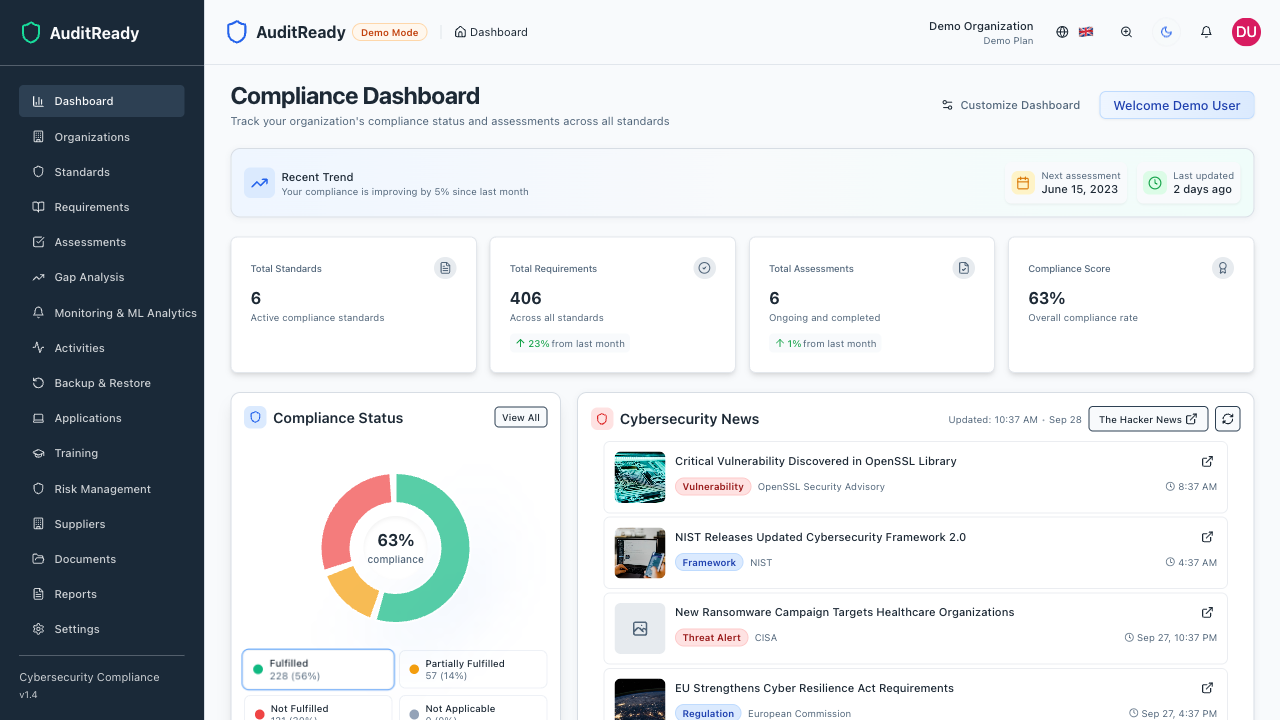 AuditReady
Dashboard
Organizations
Standards
Requirements
Assessments
Gap Analysis
Monitoring & ML Analytics
Activities
Backup & Restore
Applications
Training
Risk Management
Suppliers
Documents
Reports
Settings
Cybersecurity Compliance
v1.4
AuditReady Demo Mode Dashboard
Demo Organization
Demo Plan
DU
Compliance Dashboard
Track your organization's compliance status and assessments across all standards
Customize Dashboard
Welcome Demo User
Recent Trend
Your compliance is improving by 5% since last month
Next assessment
June 15, 2023
Last updated
2 days ago
Total Standards
6
Active compliance standards
Total Requirements
406
Across all standards
23% from last month
Total Assessments
6
Ongoing and completed
1% from last month
Compliance Score
63%
Overall compliance rate
Compliance Status
View All
63%
compliance
Fulfilled
228 (56%)
Partially Fulfilled
57 (14%)
Not Fulfilled
Not Applicable
Cybersecurity News
Updated: 10:37 AM · Sep 28
The Hacker News
Critical Vulnerability Discovered in OpenSSL Library
Vulnerability OpenSSL Security Advisory 8:37 AM
NIST Releases Updated Cybersecurity Framework 2.0
Framework NIST 4:37 AM
New Ransomware Campaign Targets Healthcare Organizations
Threat Alert CISA Sep 27, 10:37 PM
EU Strengthens Cyber Resilience Act Requirements
Regulation European Commission Sep 27, 4:37 PM